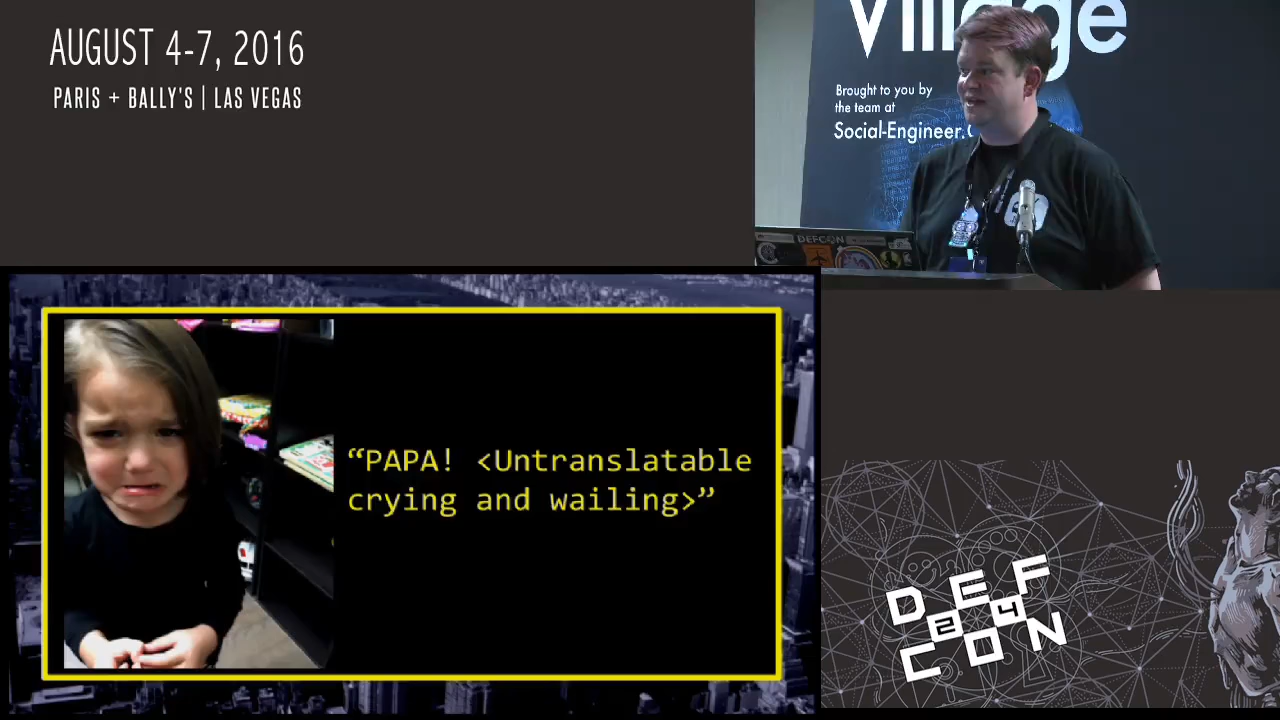 AUGUST 4-7, 2016
PARIS + BALLY'S | LAS VEGAS
Village
Brought to you by
the team at
Social-Engineer.
DEFCON
“PAPA! <Untranslatable
crying and wailing>”
DEF
24
CON